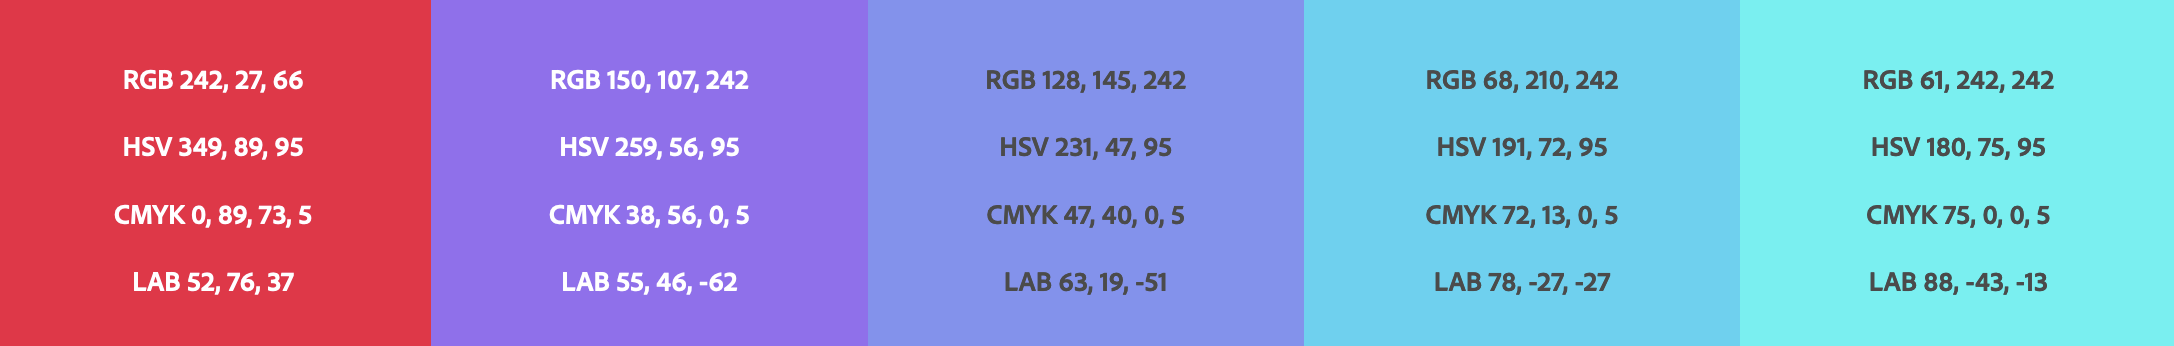 RGB 242, 27, 66
HSV 349, 89, 95
CMYK 0, 89, 73, 5
LAB 52, 76, 37
RGB 150, 107, 242
HSV 259, 56, 95
CMYK 38, 56, 0, 5
LAB 55, 46, -62
RGB 128, 145, 242
HSV 231, 47, 95
CMYK 47, 40, 0, 5
LAB 63, 19, -51
RGB 68, 210, 242
HSV 191, 72, 95
CMYK 72, 13, 0, 5
LAB 78, -27, -27
RGB 61, 242, 242
HSV 180, 75, 95
CMYK 75, 0, 0, 5
LAB 88, -43, -13